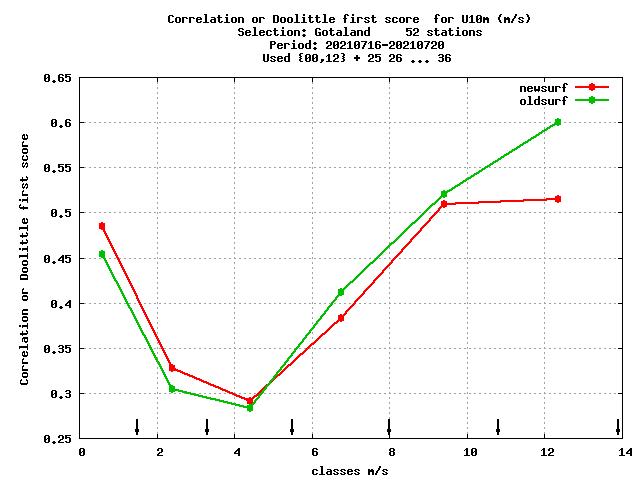 Correlation or Doolittle first score  for U10m (m/s)
Selection: Gotaland     52 stations
Period: 20210716-20210720
Used {00,12} + 25 26 ... 36
newsurf
oldsurf
Correlation or Doolittle first score
0.65
0.6
0.55
0.5
0.45
0.4
0.35
0.3
0.25
0 2 4 6 8 10 12 14
classes m/s